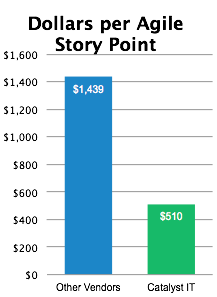 Dollars per Agile
Story Point
$1,600
$1,400
$1,200
$1,000
$800
$600
$400
$200
$0
$1,439
$510
Other Vendors
Catalyst IT